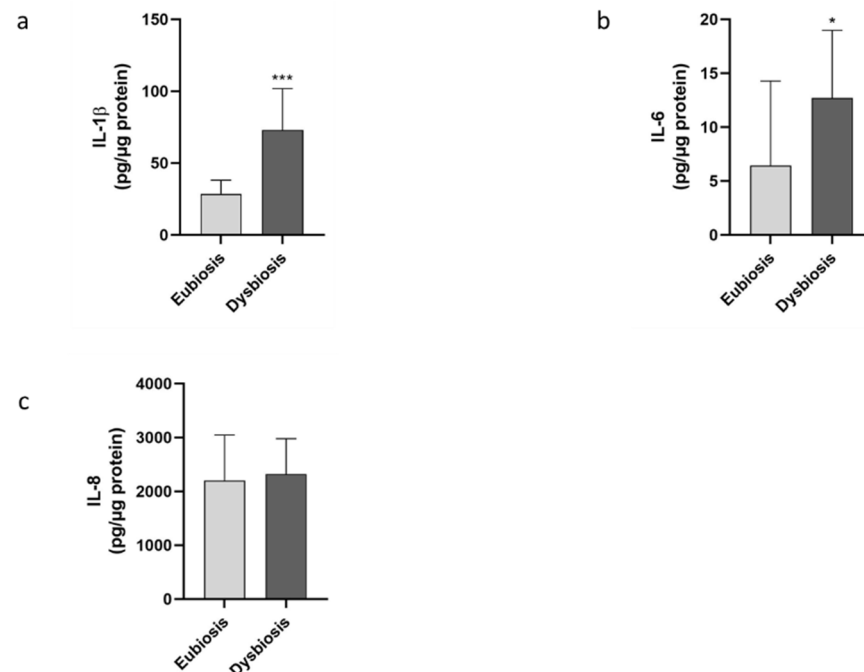 a
IL-1β
(pg/µg protein)
150
100
50
0
***
Eubiosis
Dysbiosis
b
IL-6
(pg/µg protein)
20
15
10
5
0
*
Eubiosis
Dysbiosis
c
IL-8
(pg/µg protein)
4000
3000
2000
1000
0
Eubiosis
Dysbiosis